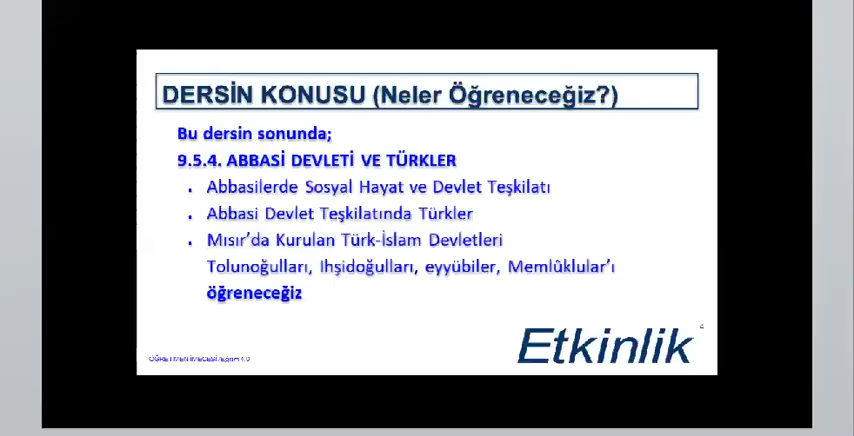 DERSİN KONUSU (Neler Öğreneceğiz?)
Bu dersin sonunda;
9.5.4. ABBASİ DEVLETİ VE TÜRKLER
. Abbasilerde Sosyal Hayat ve Devlet Teşkilatı
. Abbasi Devlet Teşkilatında Türkler
. Mısır’da Kurulan Türk-İslam Devletleri
Tolunoğulları, Ihşidoğulları, eyyübiler, Memlûklular’ı
öğreneceğiz
4
Etkinlik